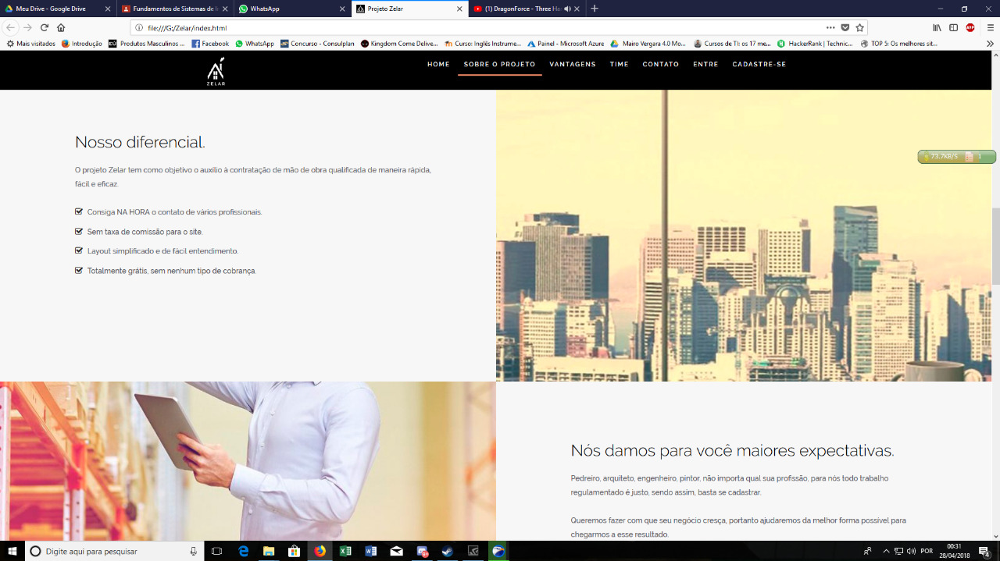 Meu Drive - Google Drive
Fundamentos de Sistemas de I
WhatsApp
Projeto Zelar
(1) DragonForce - Three Ha
file:///G:/Zelar/index.html
Mais visitados
Introdução
Produtos Masculinos ...
Facebook
WhatsApp
Concurso - Consulplan
Kingdom Come Delive...
Curso: Inglês Instrume...
Painel - Microsoft Azure
Mairo Vergara 4.0 Mo...
Cursos de TI: os 17 me...
HackerRank | Technic...
TOP 5: Os melhores sit...
ZELAR
HOME
SOBRE O PROJETO
VANTAGENS
TIME
CONTATO
ENTRE
CADASTRE-SE
Nosso diferencial.
O projeto Zelar tem como objetivo o auxílio à contratação de mão de obra qualificada de maneira rápida,
fácil e eficaz.
Consiga NA HORA o contato de vários profissionais.
Sem taxa de comissão para o site.
Layout simplificado e de fácil entendimento.
Totalmente grátis, sem nenhum tipo de cobrança.
73.7KB/S 1
Nós damos para você maiores expectativas.
Pedreiro, arquiteto, engenheiro, pintor, não importa qual sua profissão, para nós todo trabalho
regulamentado é justo, sendo assim, basta se cadastrar.
Queremos fazer com que seu negócio cresça, portanto ajudaremos da melhor forma possível para
chegarmos a esse resultado.
Digite aqui para pesquisar
POR
00:31
28/04/2018
4